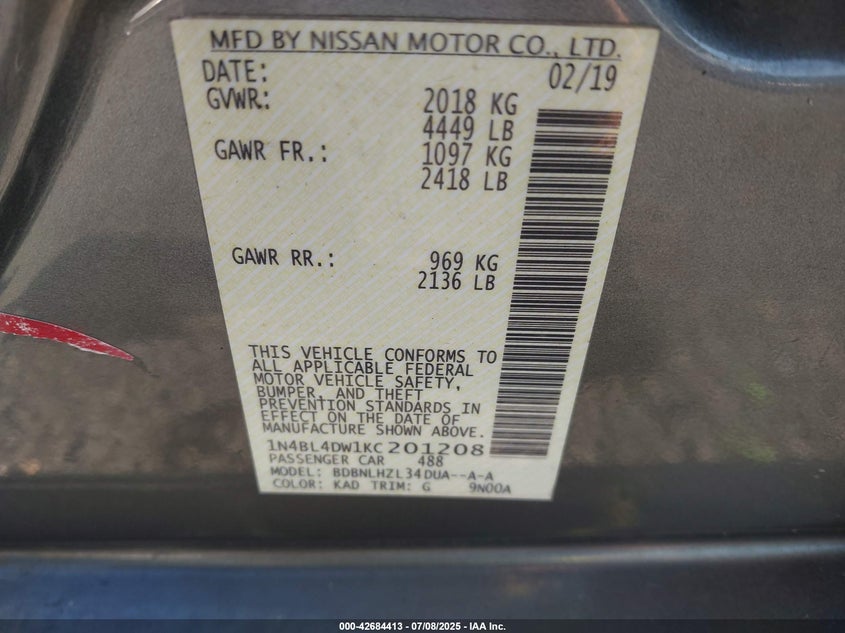 MFD BY NISSAN MOTOR CO., LTD.
DATE: 02/19
GVWR: 2018 KG
4449 LB
GAWR FR.: 1097 KG
2418 LB
GAWR RR.: 969 KG
2136 LB
THIS VEHICLE CONFORMS TO
ALL APPLICABLE FEDERAL
MOTOR VEHICLE SAFETY,
BUMPER, AND THEFT
PREVENTION STANDARDS IN
EFFECT ON THE DATE OF
MANUFACTURE SHOWN ABOVE.
1N4BL4DW1KC201208
PASSENGER CAR 488
MODEL: BDBNLHZL34DUA--A-A
COLOR: KAD TRIM: G 9N00A
000-42684413 - 07/08/2025 - IAA Inc.